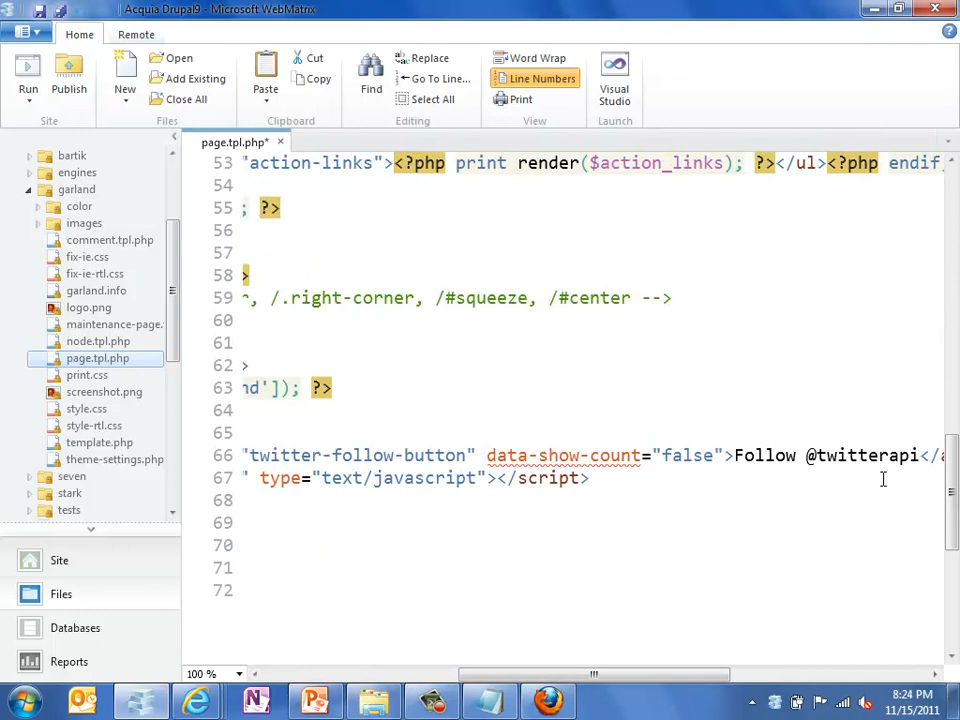 Acquia Drupal9 - Microsoft WebMatrix
Home
Remote
Run
Publish
Site
New
Open
Add Existing
Close All
Files
Paste
Cut
Copy
Clipboard
Find
Replace
Go To Line...
Select All
Editing
Word Wrap
Line Numbers
Print
View
Visual
Studio
Launch
bartik
engines
garland
color
images
comment.tpl.php
fix-ie.css
fix-ie-rtl.css
garland.info
logo.png
maintenance-page.
node.tpl.php
page.tpl.php
print.css
screenshot.png
style.css
style-rtl.css
template.php
theme-settings.php
seven
stark
tests
Site
Files
Databases
Reports
page.tpl.php*
53 "action-links"><?php print render($action_links); ?></ul><?php endif
54
55 ; ?>
56
57
58 >
59 r, /.right-corner, /#squeeze, /#center -->
60
61
62 >
63 nd']); ?>
64
65
66 "twitter-follow-button" data-show-count="false">Follow @twitterapi</a
67 " type="text/javascript"></script>
68
69
70
71
72
100 %
8:24 PM
11/15/2011